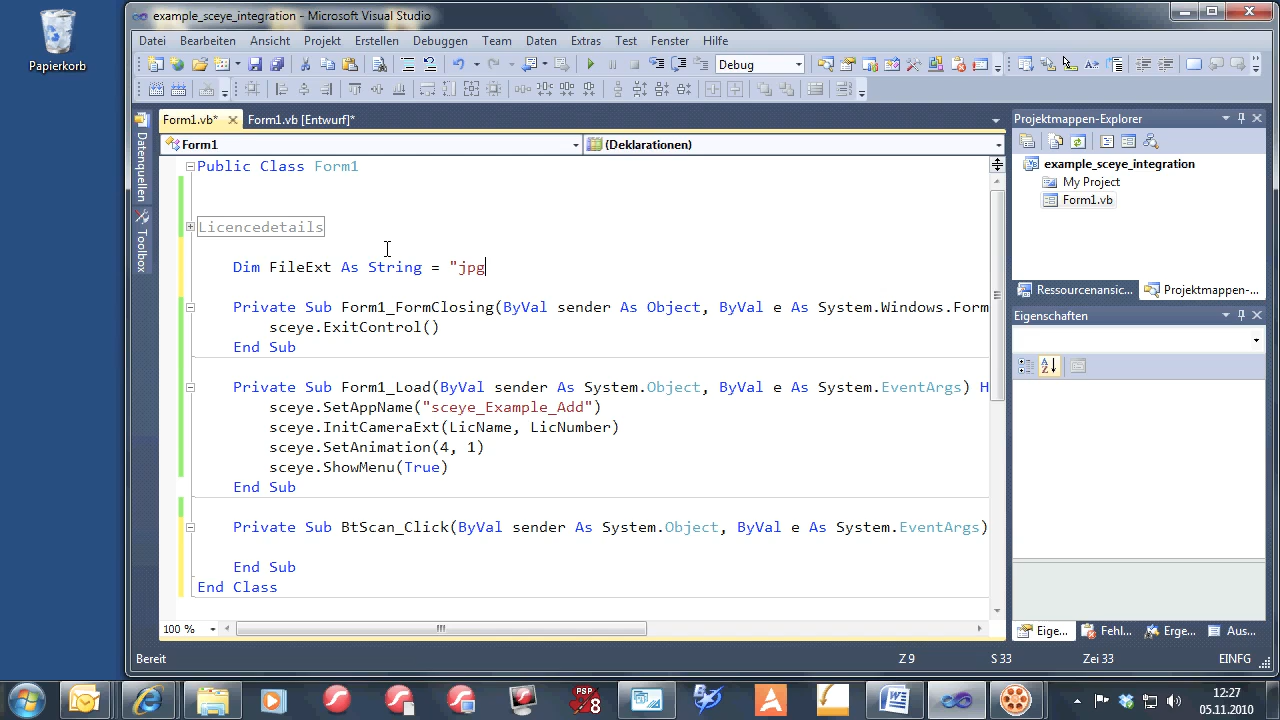 Papierkorb
example_sceye_integration - Microsoft Visual Studio
Datei Bearbeiten Ansicht Projekt Erstellen Debuggen Team Daten Extras Test Fenster Hilfe
Debug
Form1.vb* Form1.vb [Entwurf]*
Form1 (Deklarationen)
Datenquellen
Toolbox
Public Class Form1
Licencedetails
Dim FileExt As String = "jpg
Private Sub Form1_FormClosing(ByVal sender As Object, ByVal e As System.Windows.Form
sceye.ExitControl()
End Sub
Private Sub Form1_Load(ByVal sender As System.Object, ByVal e As System.EventArgs) H
sceye.SetAppName("sceye_Example_Add")
sceye.InitCameraExt(LicName, LicNumber)
sceye.SetAnimation(4, 1)
sceye.ShowMenu(True)
End Sub
Private Sub BtScan_Click(ByVal sender As System.Object, ByVal e As System.EventArgs)
End Sub
End Class
100 %
Projektmappen-Explorer
example_sceye_integration
My Project
Form1.vb
Ressourcenansic... Projektmappen-...
Eigenschaften
Eige... Fehl... Erge... Aus...
Bereit Z 9 S 33 Zei 33 EINFG
PSP 8
12:27
05.11.2010